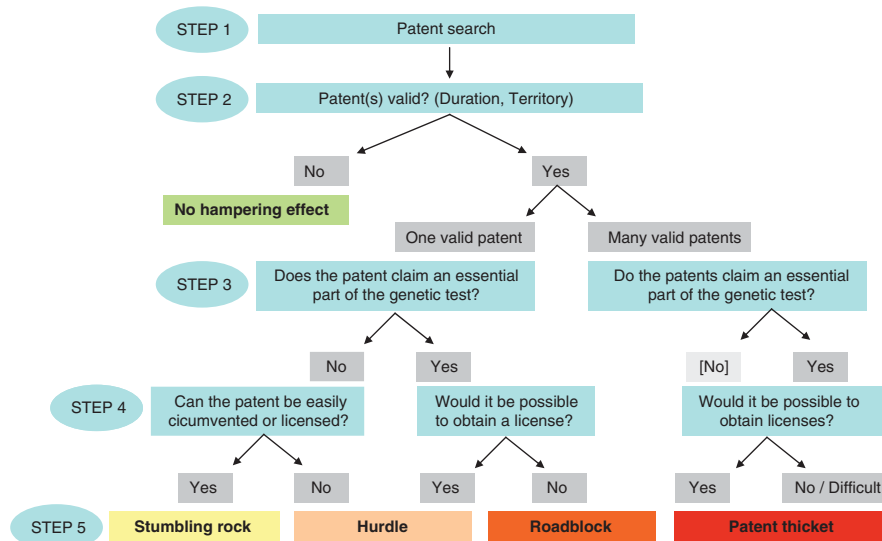 STEP 1
Patent search
STEP 2
Patent(s) valid? (Duration, Territory)
No
Yes
No hampering effect
One valid patent
Many valid patents
STEP 3
Does the patent claim an essential
part of the genetic test?
Do the patents claim an essential
part of the genetic test?
No
Yes
[No]
Yes
STEP 4
Can the patent be easily
cicumvented or licensed?
Would it be possible
to obtain a license?
Would it be possible to
obtain licenses?
Yes
No
Yes
No
Yes
No / Difficult
STEP 5
Stumbling rock
Hurdle
Roadblock
Patent thicket